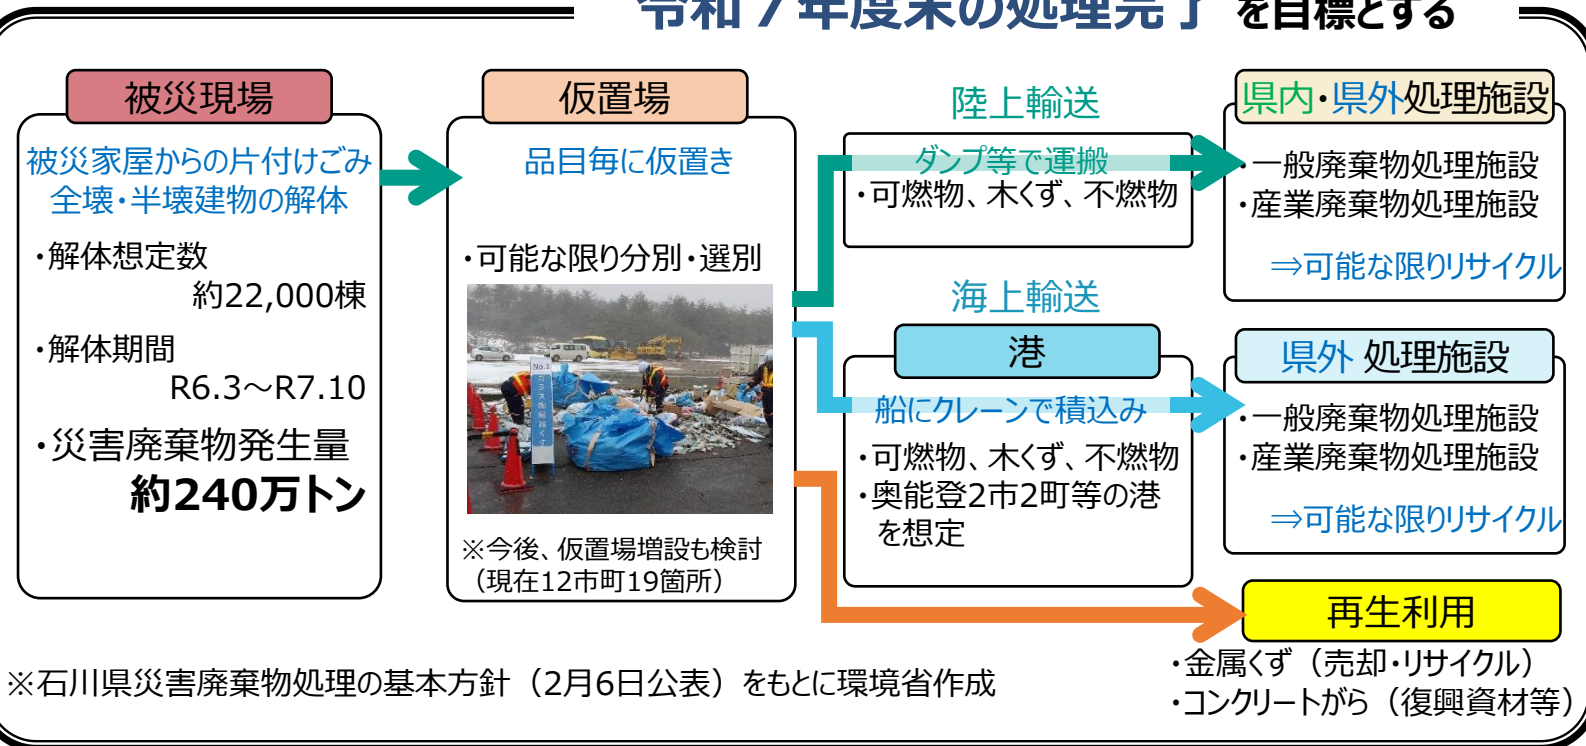 令和7年度末の処理完了 を目標とする
被災現場
被災家屋からの片付けごみ
全壊・半壊建物の解体
・解体想定数
約22,000棟
・解体期間
R6.3～R7.10
・災害廃棄物発生量
約240万トン
仮置場
品目毎に仮置き
・可能な限り分別・選別
No.1
ガラス陶磁器くず
※今後、仮置場増設も検討
（現在12市町19箇所）
陸上輸送
ダンプ等で運搬
・可燃物、木くず、不燃物
海上輸送
港
船にクレーンで積込み
・可燃物、木くず、不燃物
・奥能登2市2町等の港
を想定
県内・県外処理施設
・一般廃棄物処理施設
・産業廃棄物処理施設
⇒可能な限りリサイクル
県外 処理施設
・一般廃棄物処理施設
・産業廃棄物処理施設
⇒可能な限りリサイクル
再生利用
・金属くず（売却・リサイクル）
・コンクリートがら（復興資材等）
※石川県災害廃棄物処理の基本方針（2月6日公表）をもとに環境省作成